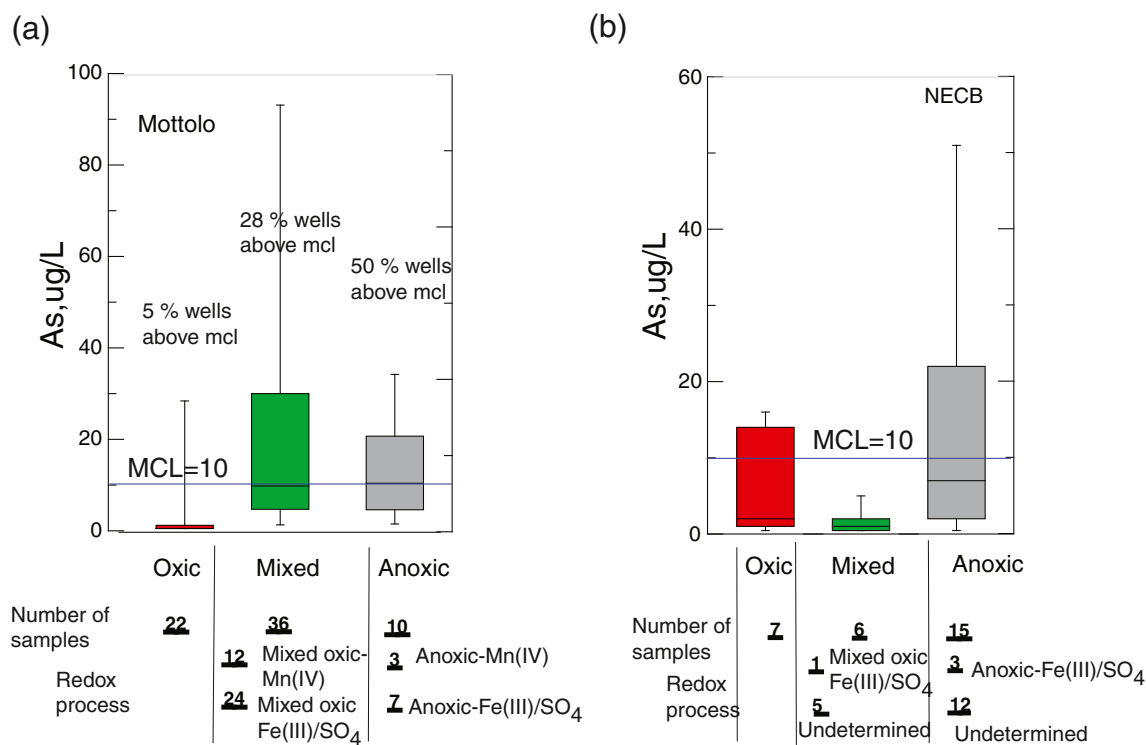 (a)
100
80
60
40
20
0
As,ug/L
Mottolo
28 % wells
above mcl
50 % wells
above mcl
5 % wells
above mcl
MCL=10
Oxic
Mixed
Anoxic
Number of
samples
22
36
10
Redox
process
12 Mixed oxic-
Mn(IV)
24 Mixed oxic
Fe(III)/SO4
3 Anoxic-Mn(IV)
7 Anoxic-Fe(III)/SO4
(b)
60
40
20
0
As,ug/L
NECB
MCL=10
Oxic
Mixed
Anoxic
Number of
samples
7
6
15
Redox
process
1 Mixed oxic
Fe(III)/SO4
5
Undetermined
3 Anoxic-Fe(III)/SO4
12
Undetermined